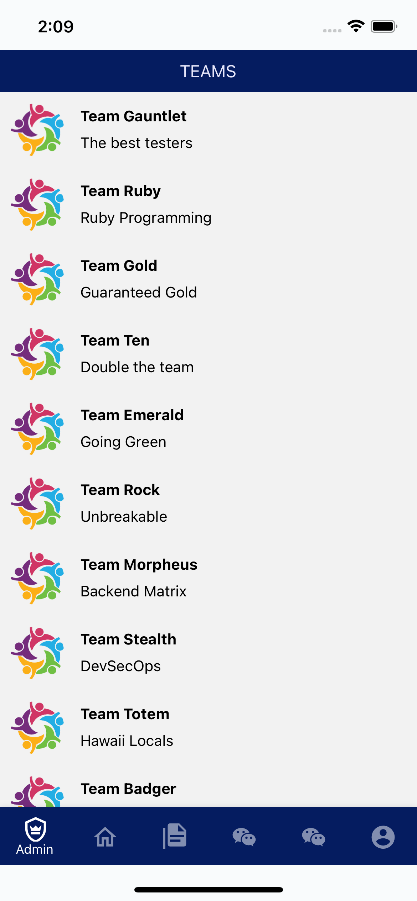 2:09
TEAMS
Team Gauntlet
The best testers
Team Ruby
Ruby Programming
Team Gold
Guaranteed Gold
Team Ten
Double the team
Team Emerald
Going Green
Team Rock
Unbreakable
Team Morpheus
Backend Matrix
Team Stealth
DevSecOps
Team Totem
Hawaii Locals
Team Badger
Admin